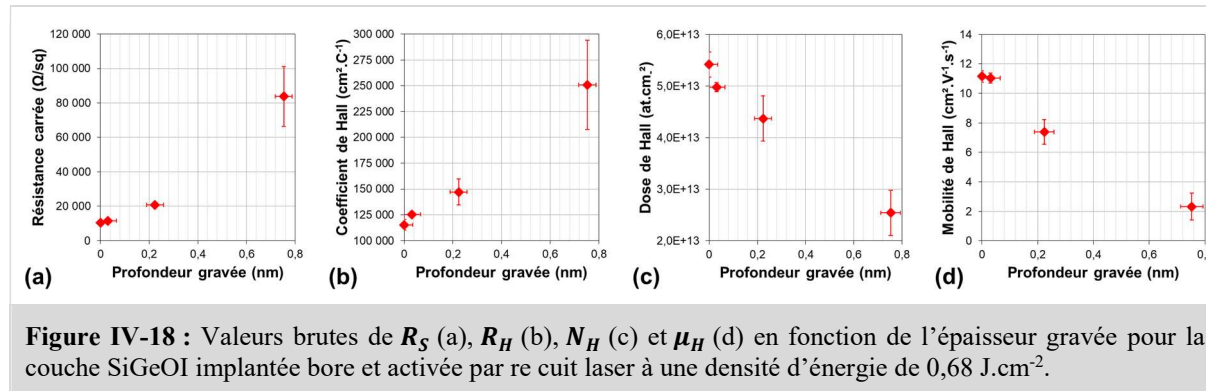 120 000
100 000
80 000
60 000
40 000
20 000
0
0 0,2 0,4 0,6 0,8
Résistance carrée (Ω/sq)
Profondeur gravée (nm)
(a)
300 000
275 000
250 000
225 000
200 000
175 000
150 000
125 000
100 000
0 0,2 0,4 0,6 0,8
Coefficient de Hall (cm².C⁻¹)
Profondeur gravée (nm)
(b)
6,0E+13
5,0E+13
4,0E+13
3,0E+13
2,0E+13
0 0,2 0,4 0,6 0,8
Dose de Hall (at.cm.²)
Profondeur gravée (nm)
(c)
14
12
10
8
6
4
2
0
0 0,2 0,4 0,6 0,8
Mobilité de Hall (cm².V⁻¹.s⁻¹)
Profondeur gravée (nm)
(d)
Figure IV-18 : Valeurs brutes de R_S (a), R_H (b), N_H (c) et μ_H (d) en fonction de l’épaisseur gravée pour la
couche SiGeOI implantée bore et activée par re cuit laser à une densité d’énergie de 0,68 J.cm⁻².